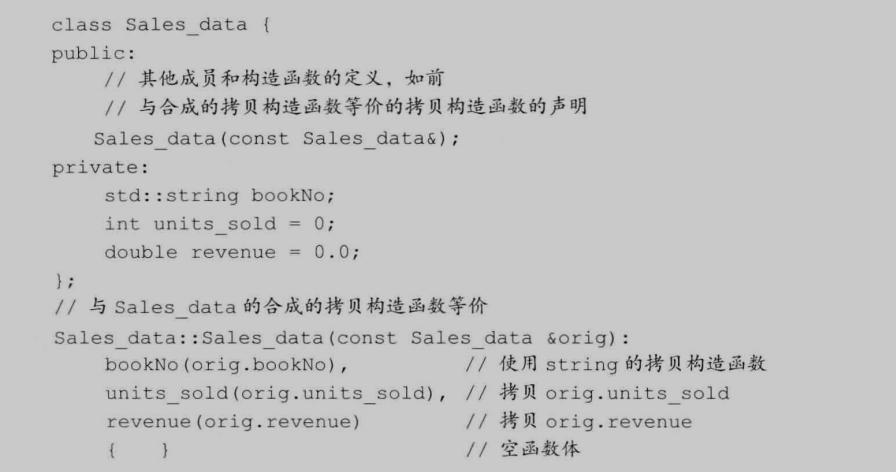 class Sales_data {
public:
    // 其他成员和构造函数的定义，如前
    // 与合成的拷贝构造函数等价的拷贝构造函数的声明
   Sales_data(const Sales_data&);
private:
    std::string bookNo;
    int units_sold = 0;
    double revenue = 0.0;
};
// 与 Sales_data 的合成的拷贝构造函数等价
Sales_data::Sales_data(const Sales_data &orig):
    bookNo(orig.bookNo),         // 使用 string 的拷贝构造函数
    units_sold(orig.units_sold), // 拷贝 orig.units_sold
    revenue(orig.revenue)        // 拷贝 orig.revenue
    {   }                        // 空函数体